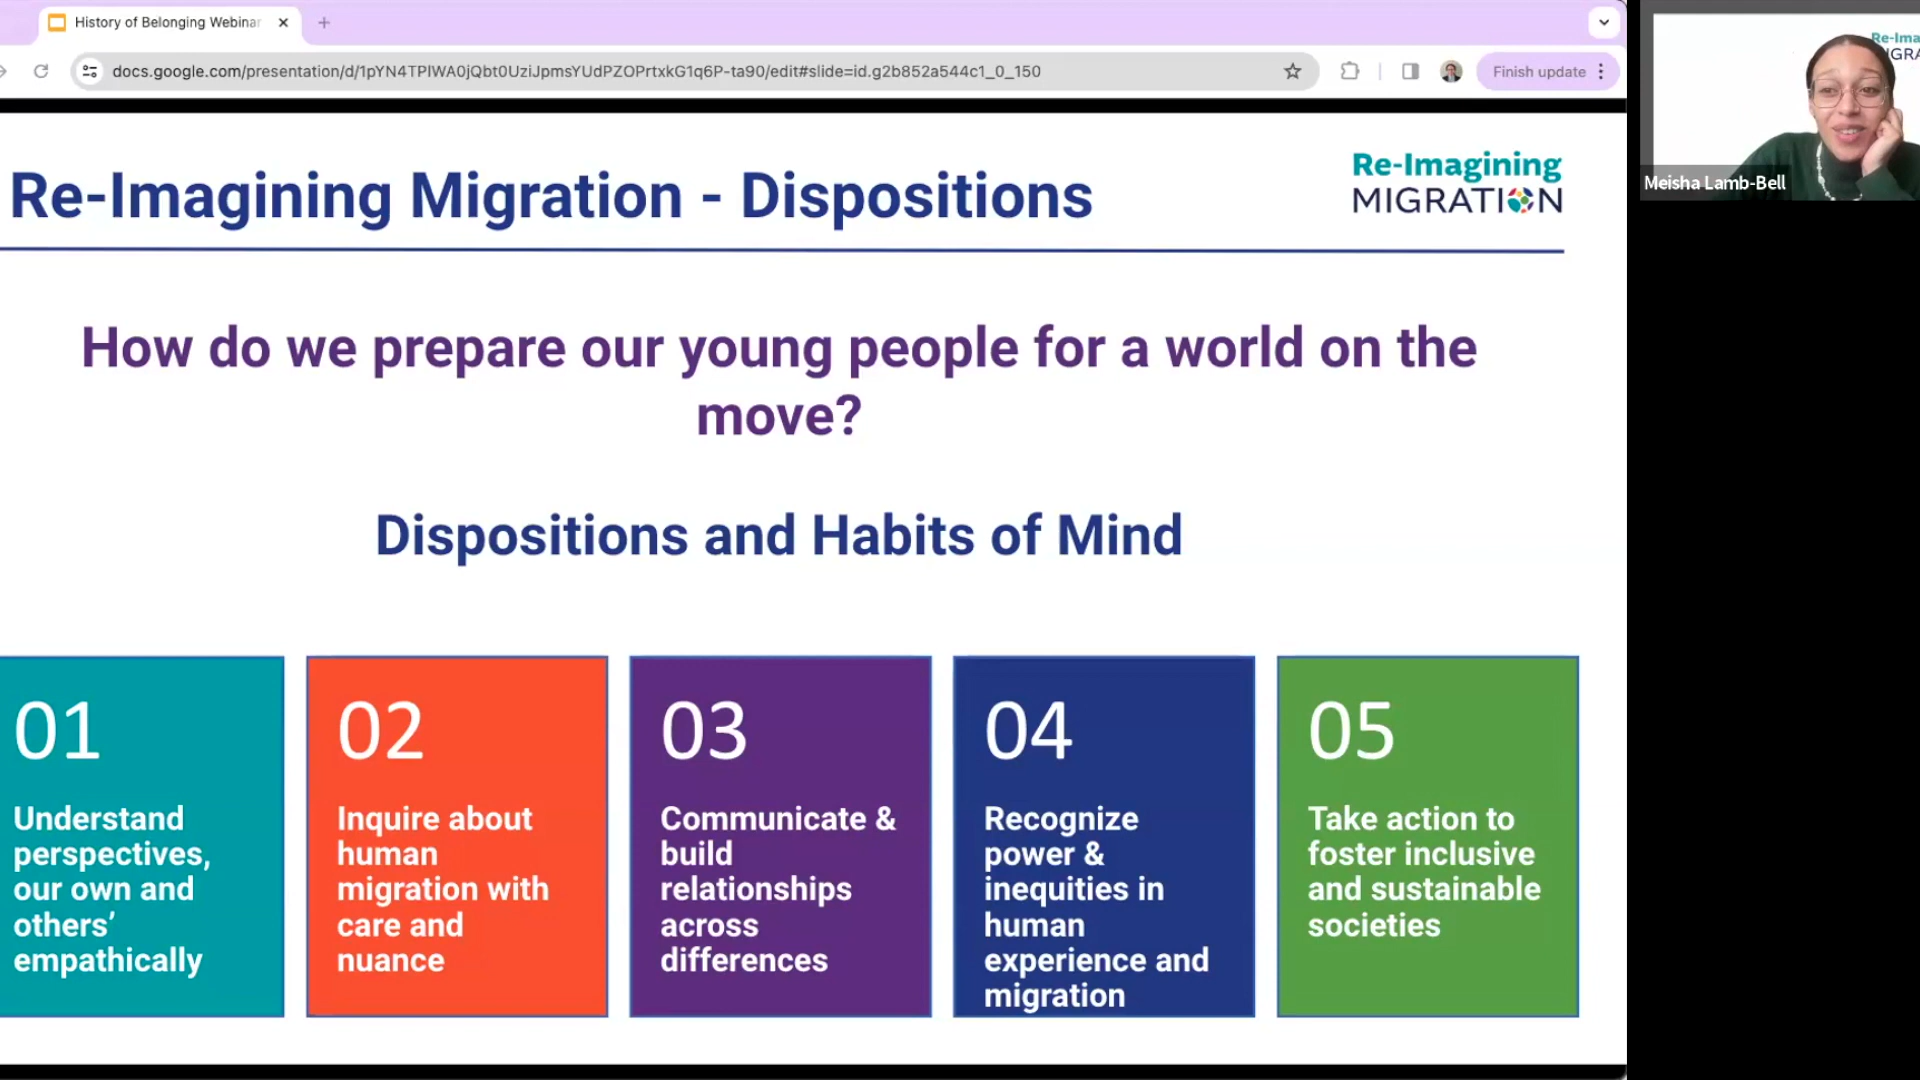 History of Belonging Webinar
docs.google.com/presentation/d/1pYN4TPlWA0jQbt0UziJpmsYUdPZOPrtxkG1q6P-ta90/edit#slide=id.g2b852a544c1_0_150
Finish update
Re-Imagining Migration - Dispositions
Re-Imagining
MIGRATION
How do we prepare our young people for a world on the
move?
Dispositions and Habits of Mind
01
Understand
perspectives,
our own and
others’
empathically
02
Inquire about
human
migration with
care and
nuance
03
Communicate &
build
relationships
across
differences
04
Recognize
power &
inequities in
human
experience and
migration
05
Take action to
foster inclusive
and sustainable
societies
Re-Ima
IGRA
Meisha Lamb-Bell